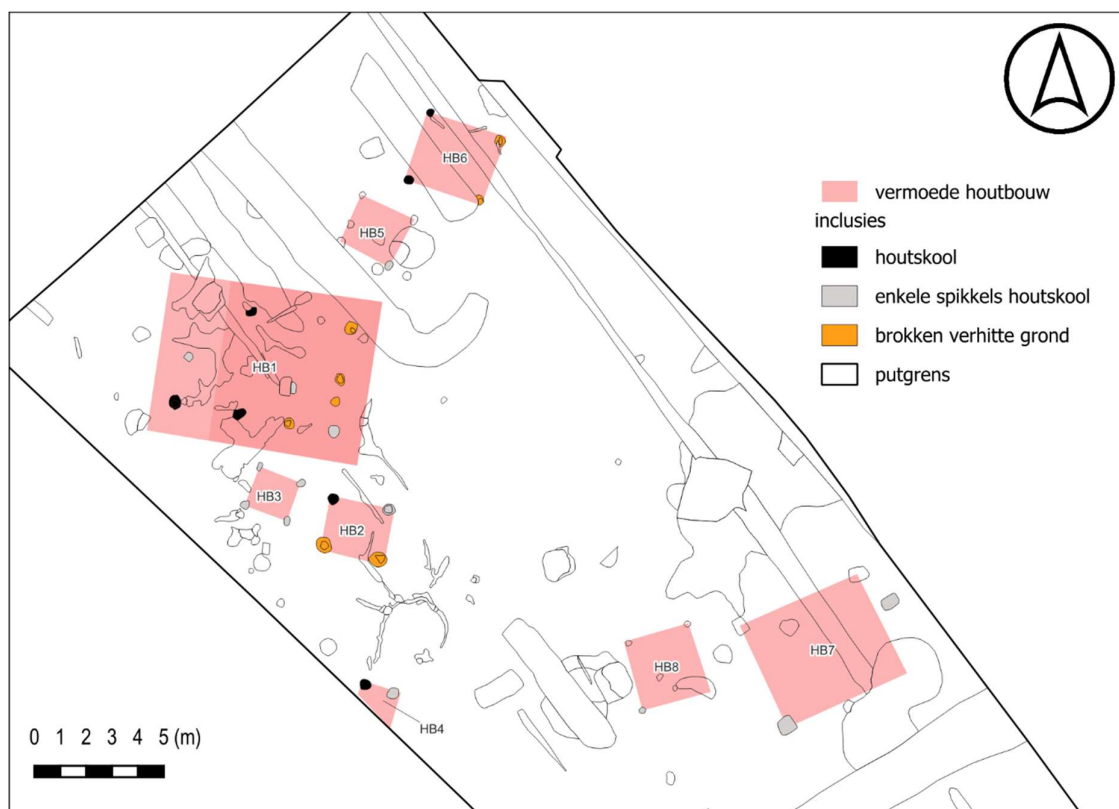 HB6
vermoede houtbouw
inclusies
HB5
houtskool
enkele spikkels houtskool
brokken verhitte grond
HB1
putgrens
HB3
HB2
HB7
HB8
HB4
0 1 2 3 4 5 (m)